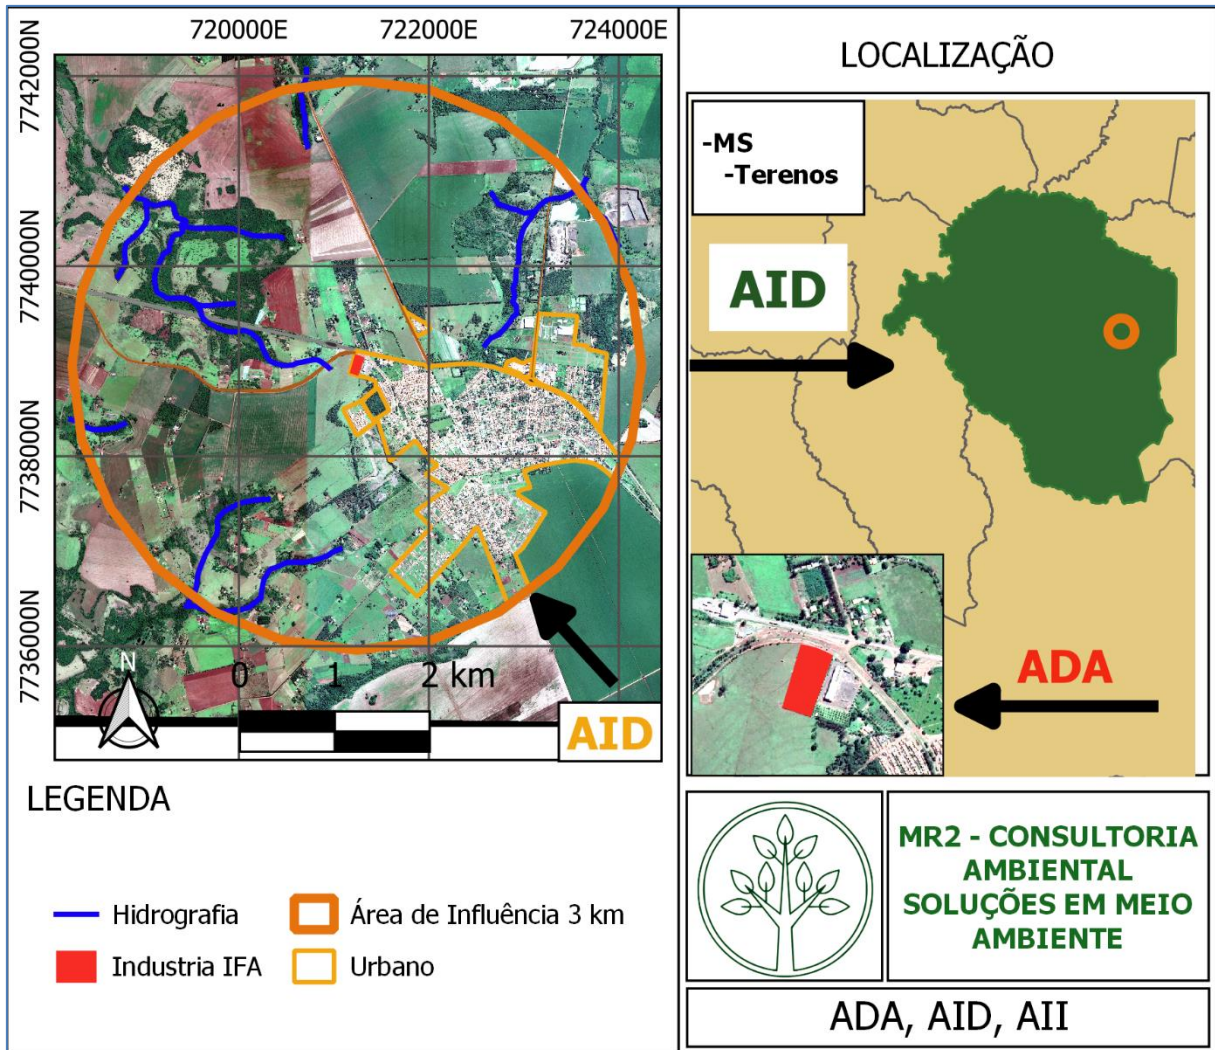 720000E 722000E 724000E
7742000N
7740000N
7738000N
7736000N
N
0 1 2 km
AID
LEGENDA
Hidrografia
Área de Influência 3 km
Industria IFA
Urbano
LOCALIZAÇÃO
-MS
-Terenos
AID
ADA
MR2 - CONSULTORIA
AMBIENTAL
SOLUÇÕES EM MEIO
AMBIENTE
ADA, AID, AII